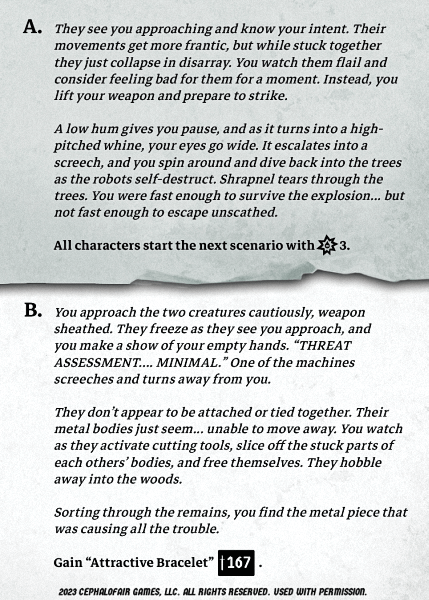 A. They see you approaching and know your intent. Their
movements get more frantic, but while stuck together
they just collapse in disarray. You watch them flail and
consider feeling bad for them for a moment. Instead, you
lift your weapon and prepare to strike.
A low hum gives you pause, and as it turns into a high-
pitched whine, your eyes go wide. It escalates into a
screech, and you spin around and dive back into the trees
as the robots self-destruct. Shrapnel tears through the
trees. You were fast enough to survive the explosion... but
not fast enough to escape unscathed.
All characters start the next scenario with 3.
B. You approach the two creatures cautiously, weapon
sheathed. They freeze as they see you approach, and
you make a show of your empty hands. “THREAT
ASSESSMENT.... MINIMAL.” One of the machines
screeches and turns away from you.
They don’t appear to be attached or tied together. Their
metal bodies just seem... unable to move away. You watch
as they activate cutting tools, slice off the stuck parts of
each others’ bodies, and free themselves. They hobble
away into the woods.
Sorting through the remains, you find the metal piece that
was causing all the trouble.
Gain “Attractive Bracelet” 167 .
2023 CEPHALOFAIR GAMES, LLC. ALL RIGHTS RESERVED. USED WITH PERMISSION.